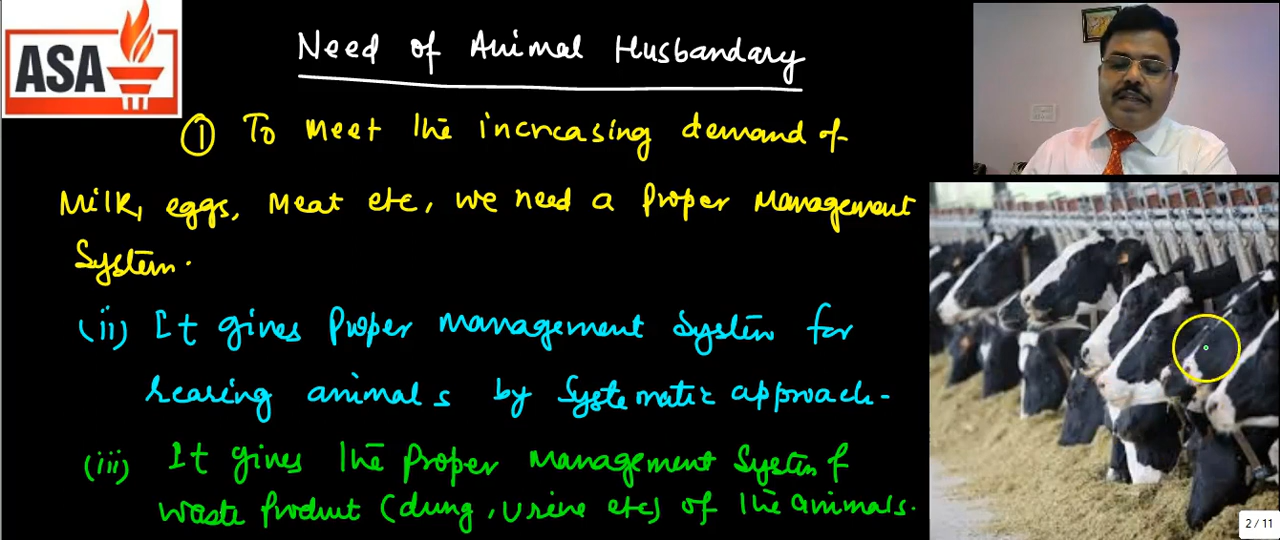 ASA
Need of Animal Husbandary
① To meet the increasing demand of
Milk, eggs, Meat etc, we need a Proper Management
System.
(ii) It gives Proper management System for
rearing animals by Systematic approach-
(iii) It gives the Proper Management System of
waste Product (dung, urine etc) of the animals.
2 / 11